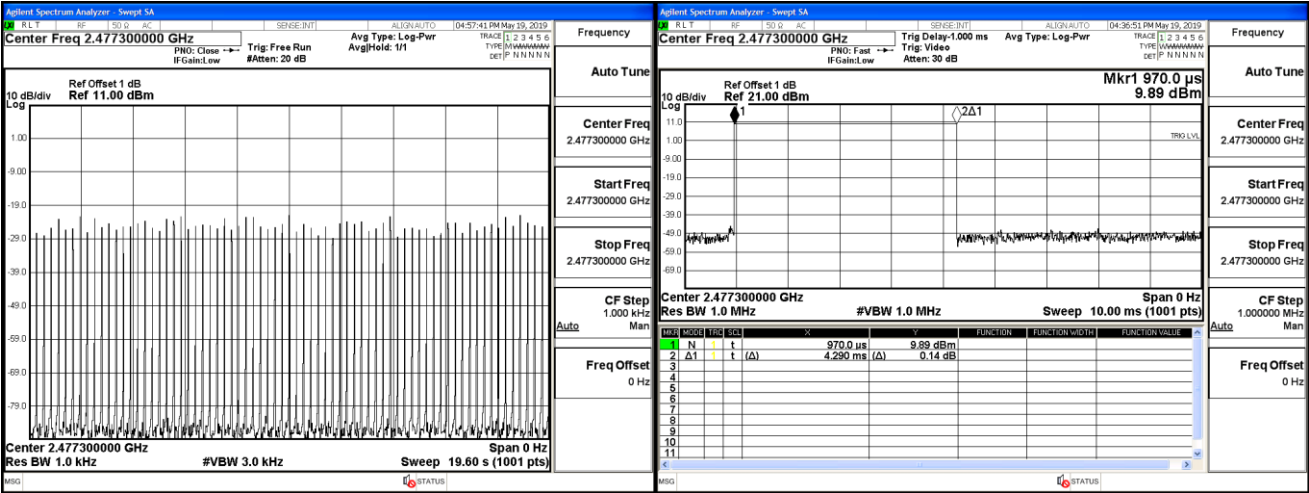 Agilent Spectrum Analyzer - Swept SA
R L T RF 50 Ω AC SENSE:INT ALIGNAUTO 04:57:41 PM May 19, 2019
Center Freq 2.477300000 GHz
PNO: Close
IFGain:Low
Trig: Free Run
#Atten: 20 dB
Avg Type: Log-Pwr
Avg|Hold: 1/1
TRACE 1 2 3 4 5 6
TYPE
DET P N N N N N
Ref Offset 1 dB
10 dB/div Ref 11.00 dBm
Log
1.00
-9.00
-19.0
-29.0
-39.0
-49.0
-59.0
-69.0
-79.0
Center 2.477300000 GHz Span 0 Hz
Res BW 1.0 kHz #VBW 3.0 kHz Sweep 19.60 s (1001 pts)
MSG STATUS
Frequency
Auto Tune
Center Freq
2.477300000 GHz
Start Freq
2.477300000 GHz
Stop Freq
2.477300000 GHz
CF Step
1.000 kHz
Auto Man
Freq Offset
0 Hz
Agilent Spectrum Analyzer - Swept SA
R L T RF 50 Ω AC SENSE:INT ALIGNAUTO 04:36:51 PM May 19, 2019
Center Freq 2.477300000 GHz
PNO: Fast
IFGain:Low
Trig Delay-1.000 ms
Trig: Video
Atten: 30 dB
Avg Type: Log-Pwr
TRACE 1 2 3 4 5 6
TYPE
DET P N N N N N
Mkr1 970.0 µs
9.89 dBm
Ref Offset 1 dB
10 dB/div Ref 21.00 dBm
Log
1
2Δ1
TRIG LVL
11.0
1.00
-9.00
-19.0
-29.0
-39.0
-49.0
-59.0
-69.0
Center 2.477300000 GHz Span 0 Hz
Res BW 1.0 MHz #VBW 1.0 MHz Sweep 10.00 ms (1001 pts)
MKR MODE TRC SCL X Y FUNCTION FUNCTION WIDTH FUNCTION VALUE
1 N 1 t 970.0 µs 9.89 dBm
2 Δ1 1 t (Δ) 4.290 ms (Δ) 0.14 dB
3
4
5
6
7
8
9
10
11
MSG STATUS
Frequency
Auto Tune
Center Freq
2.477300000 GHz
Start Freq
2.477300000 GHz
Stop Freq
2.477300000 GHz
CF Step
1.000000 MHz
Auto Man
Freq Offset
0 Hz